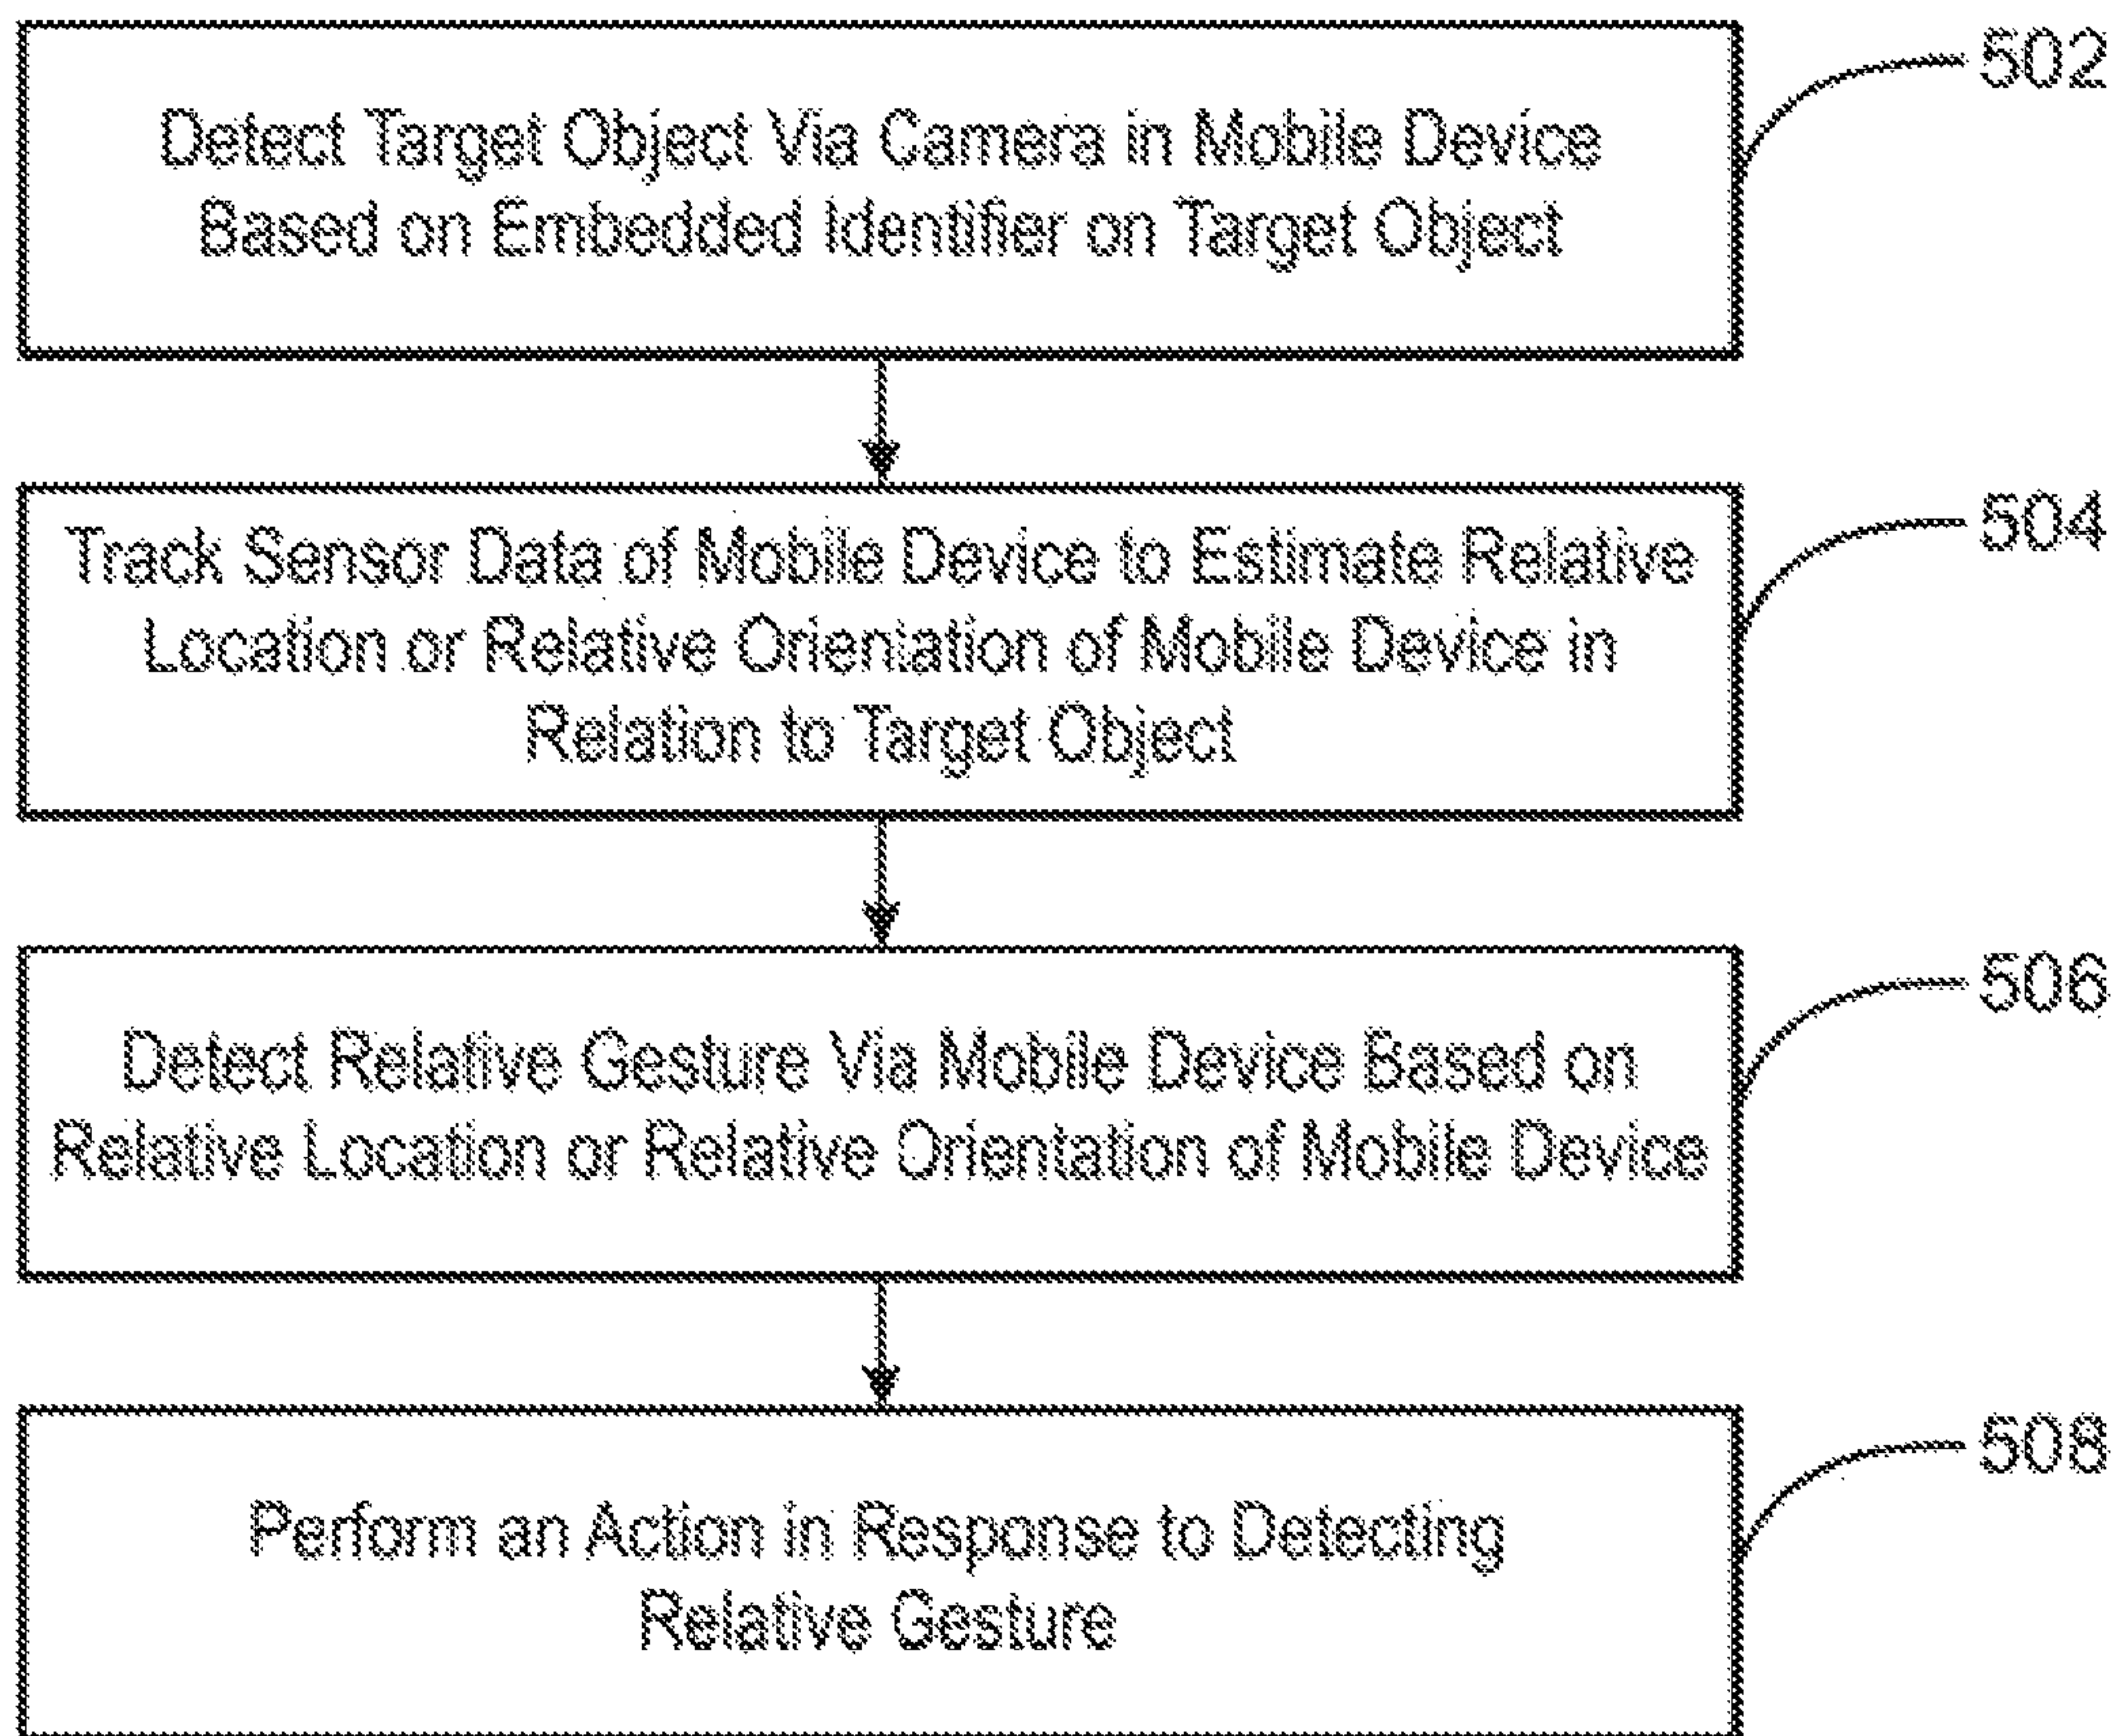 Detect Target Object Via Camera in Mobile Device
Based on Embedded Identifier on Target Object
502
Track Sensor Data of Mobile Device to Estimate Relative
Location or Relative Orientation of Mobile Device in
Relation to Target Object
504
Detect Relative Gesture Via Mobile Device Based on
Relative Location or Relative Orientation of Mobile Device
506
Perform an Action in Response to Detecting
Relative Gesture
508